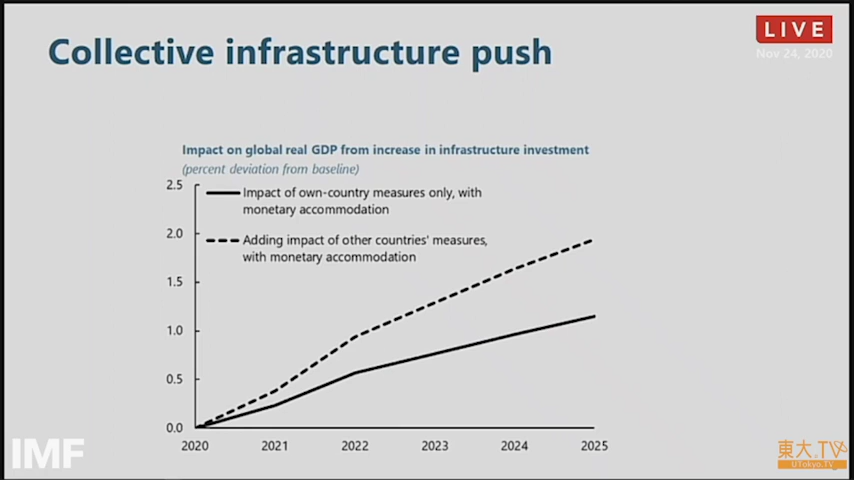 LIVE
Nov 24, 2020
Collective infrastructure push
Impact on global real GDP from increase in infrastructure investment
(percent deviation from baseline)
2.5
Impact of own-country measures only, with
monetary accommodation
2.0
Adding impact of other countries' measures,
with monetary accommodation
1.5
1.0
0.5
0.0
2020 2021 2022 2023 2024 2025
IMF
東大TV
UTokyo.TV